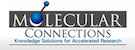 MOLECULAR
CONNECTIONS
Knowledge Solutions for Accelerated Research